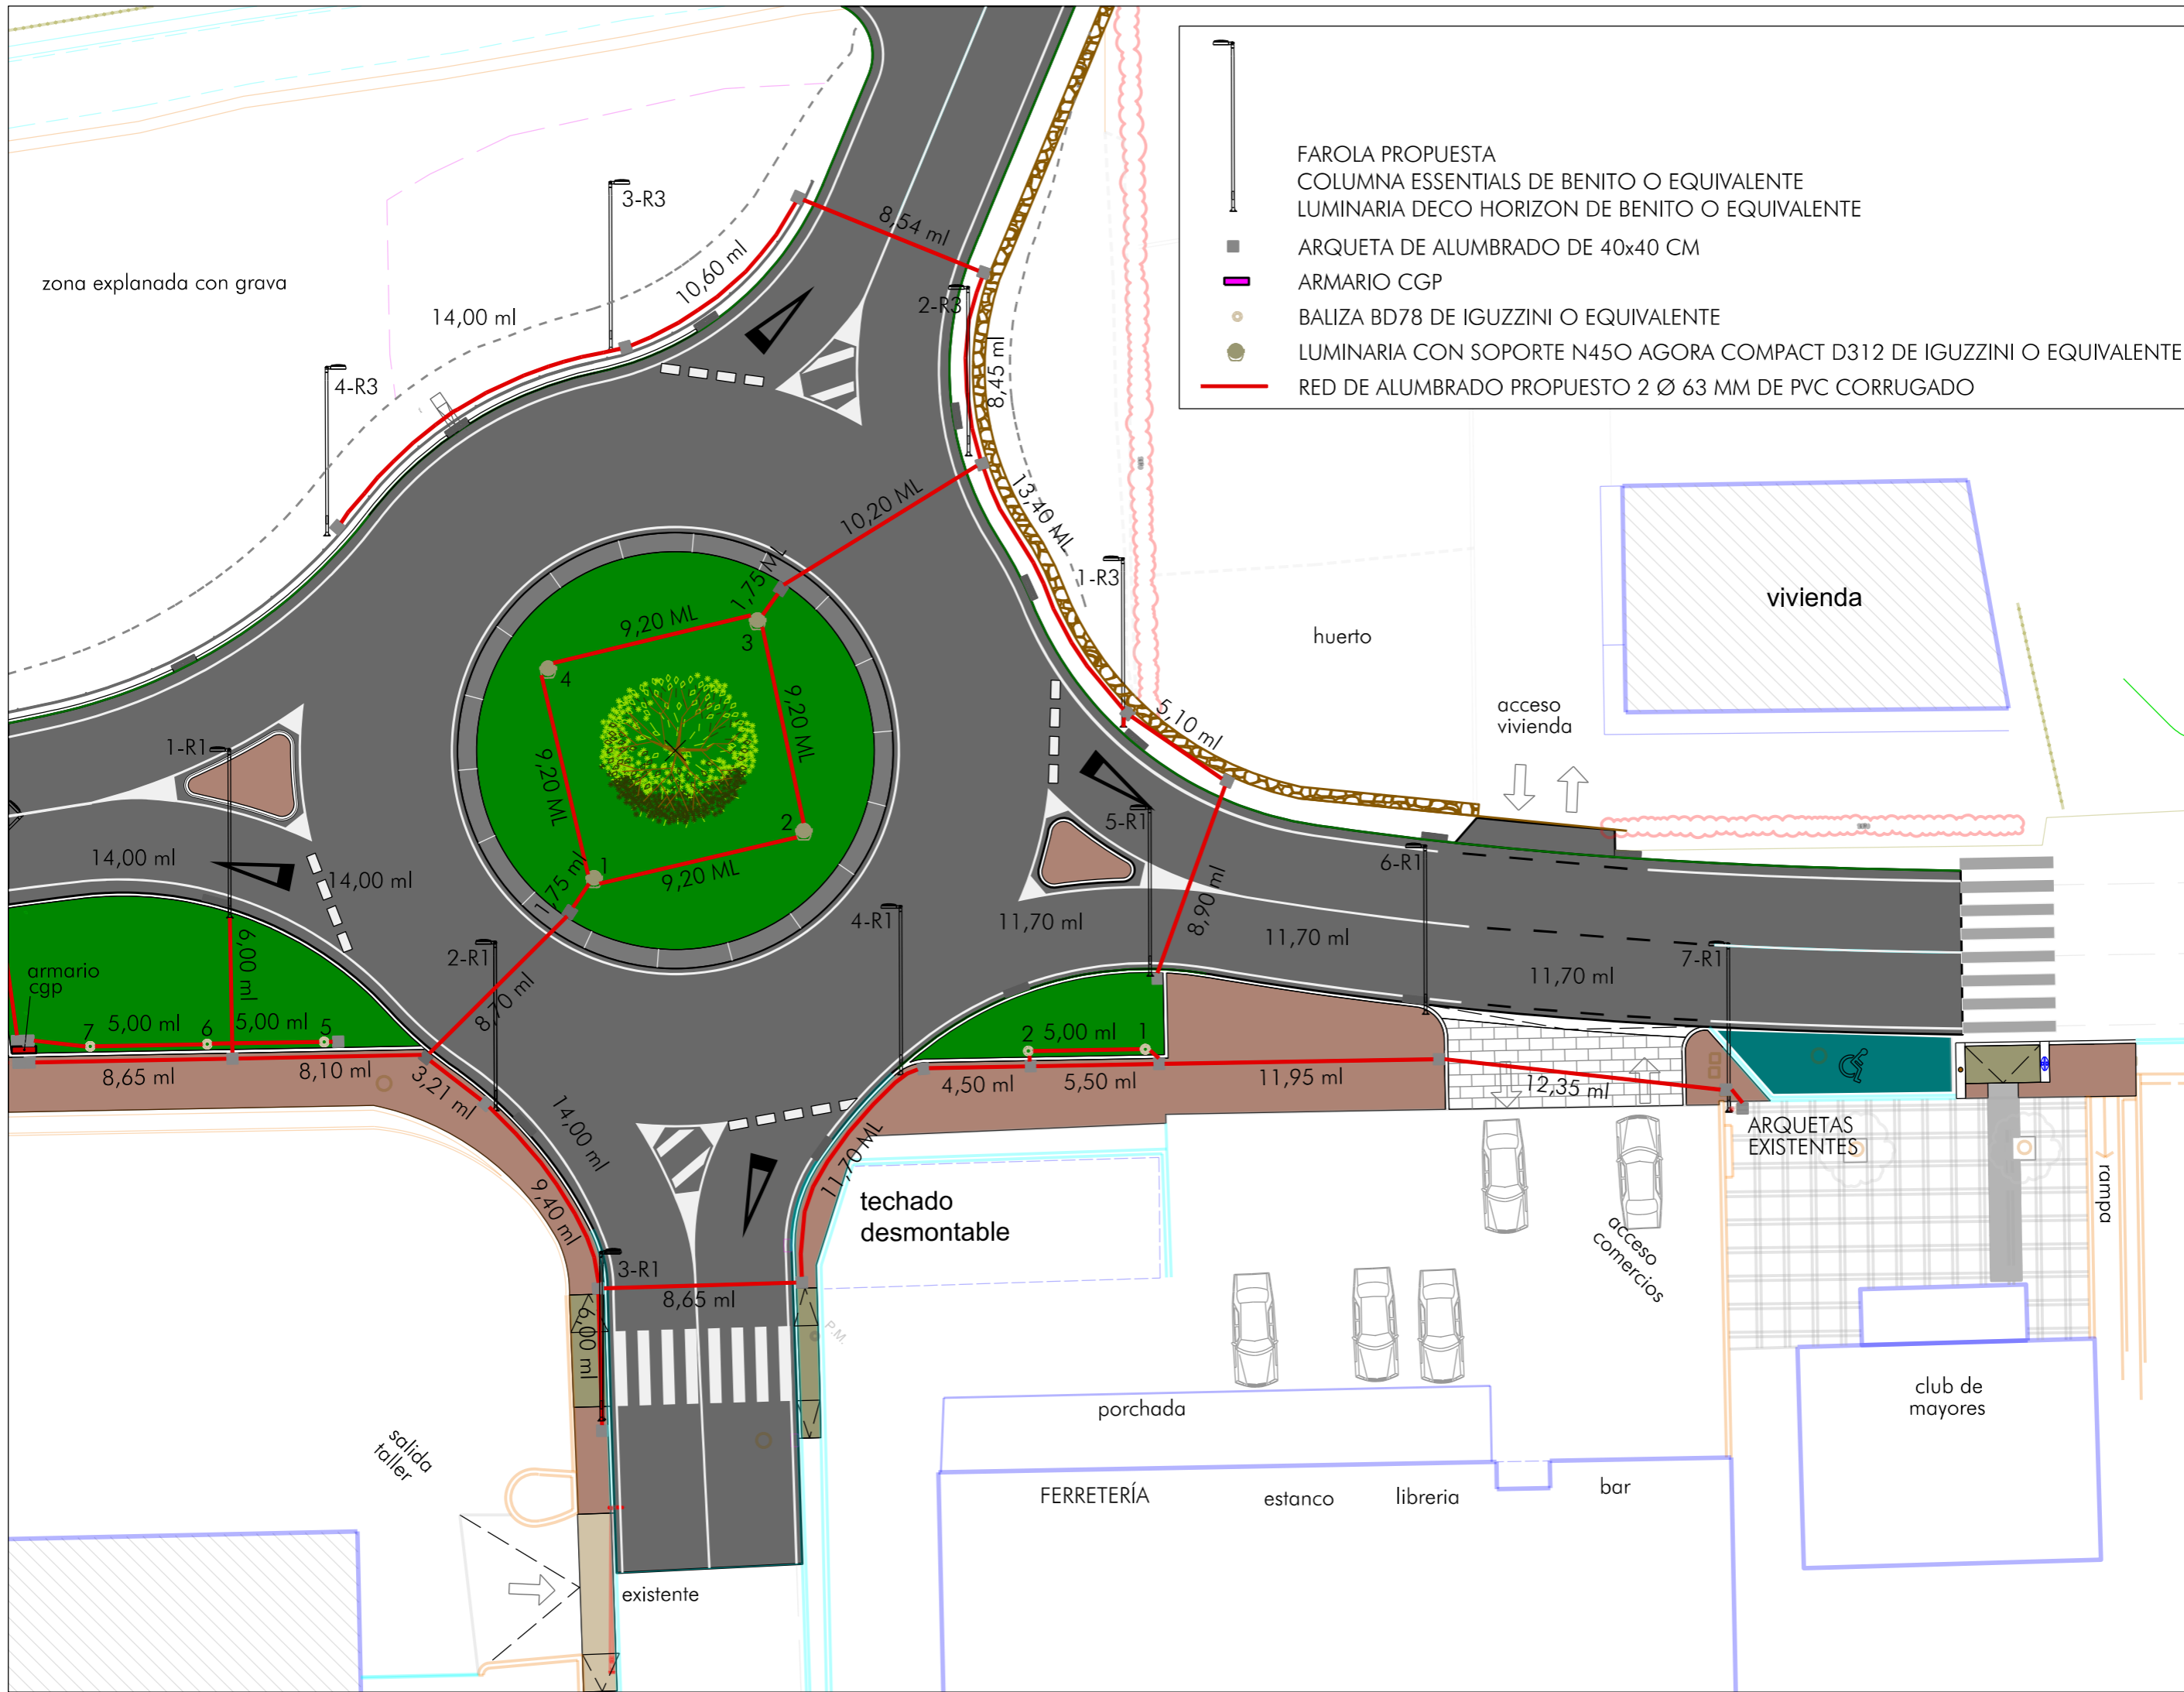 FAROLA PROPUESTA
COLUMNA ESSENTIALS DE BENITO O EQUIVALENTE
LUMINARIA DECO HORIZON DE BENITO O EQUIVALENTE
ARQUETA DE ALUMBRADO DE 40x40 CM
ARMARIO CGP
BALIZA BD78 DE IGUZZINI O EQUIVALENTE
LUMINARIA CON SOPORTE N45O AGORA COMPACT D312 DE IGUZZINI O EQUIVALENTE
RED DE ALUMBRADO PROPUESTO 2 Ø 63 MM DE PVC CORRUGADO
3-R3
8,54 ml
10,60 ml
zona explanada con grava
14,00 ml
2-R3
4-R3
8,45 ml
10,20 ML
13,40 ML
1-R3
1,75 ML
9,20 ML
3
4
vivienda
huerto
9,20 ML
5,10 ml
acceso
vivienda
1-R1
9,20 ML
2
5-R1
14,00 ml
14,00 ml
1
9,20 ML
1,75 ml
6-R1
4-R1
11,70 ml
8,90 ml
11,70 ml
11,70 ml
7-R1
6,00 ml
2-R1
armario
cgp
8,70 ml
7
5,00 ml
6
5,00 ml
5
2
5,00 ml
1
8,65 ml
8,10 ml
3,21 ml
4,50 ml
5,50 ml
11,95 ml
12,35 ml
14,00 ml
11,70 ML
ARQUETAS
EXISTENTES
9,40 ml
techado
desmontable
rampa
acceso
comercios
3-R1
8,65 ml
6,00 ml
P.M.
club de
mayores
porchada
salida
taller
FERRETERÍA
estanco
libreria
bar
existente